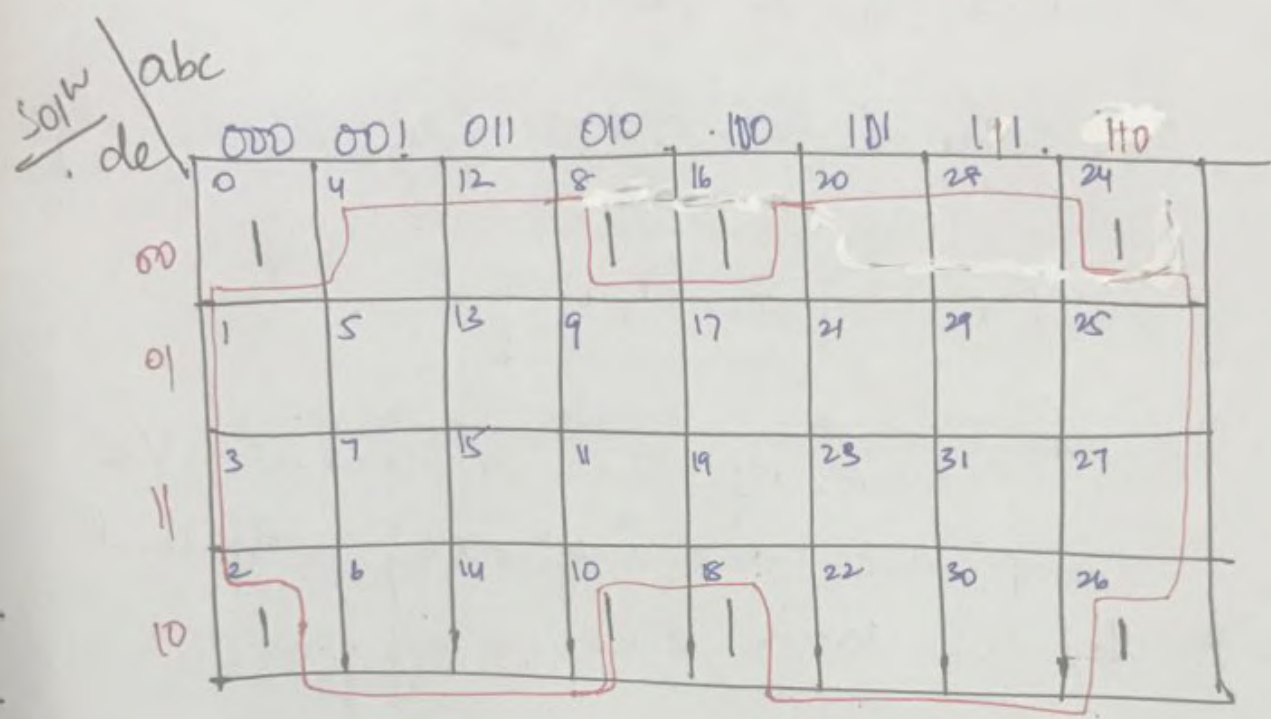 abc
Solⁿ
de 000 001 011 010 100 101 111 110
0 4 12 8 16 20 28 24
00 1 1 1 1
1 5 13 9 17 21 29 25
01
3 7 15 11 19 23 31 27
11
2 6 14 10 18 22 30 26
10 1 1 1 1